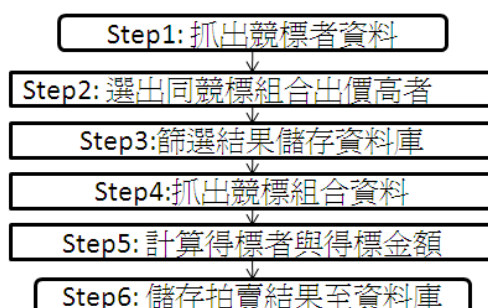 Step1: 抓出競標者資料
Step2: 選出同競標組合出價高者
Step3:篩選結果儲存資料庫
Step4:抓出競標組合資料
Step5: 計算得標者與得標金額
Step6: 儲存拍賣結果至資料庫